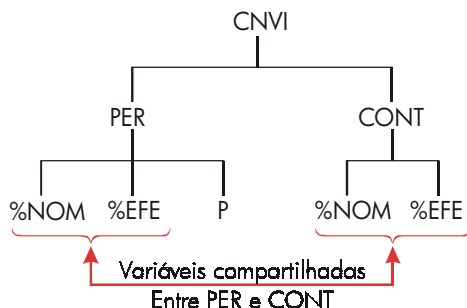 CNVI
PER CONT
%NOM %EFE P %NOM %EFE
Variáveis compartilhadas
Entre PER e CONT